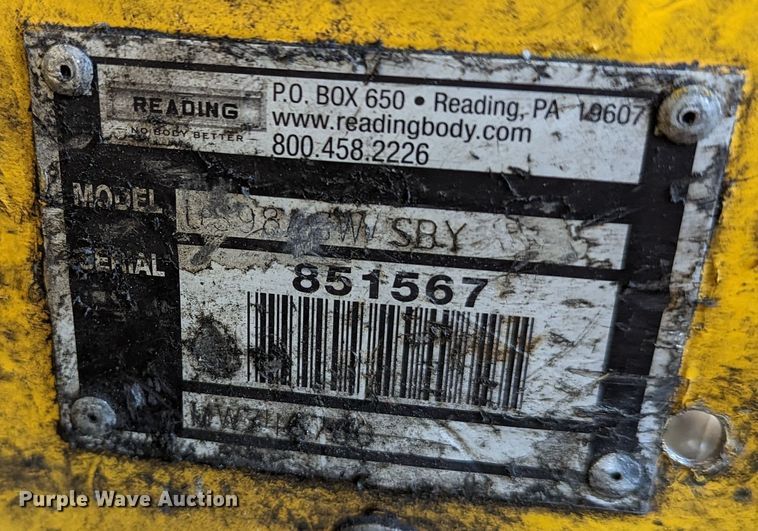 READING
NO BODY BETTER
P.O. BOX 650 • Reading, PA 19607
www.readingbody.com
800.458.2226
MODEL SBY
SERIAL
851567
Purple Wave Auction